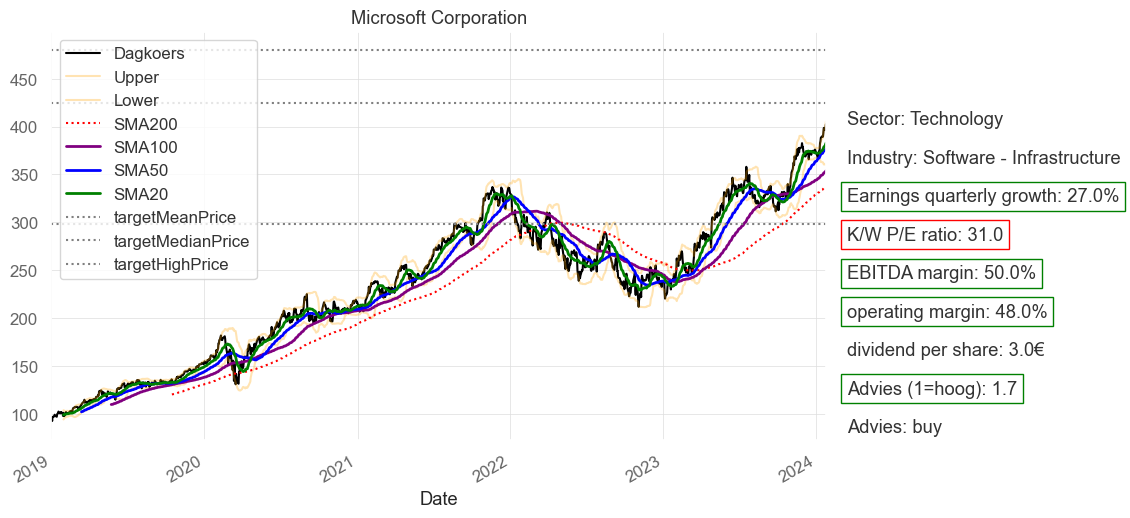 Microsoft Corporation
Dagkoers
Upper
Lower
SMA200
SMA100
SMA50
SMA20
targetMeanPrice
targetMedianPrice
targetHighPrice
450
400
350
300
250
200
150
100
2019
2020
2021
2022
2023
2024
Date
Sector: Technology
Industry: Software - Infrastructure
Earnings quarterly growth: 27.0%
K/W P/E ratio: 31.0
EBITDA margin: 50.0%
operating margin: 48.0%
dividend per share: 3.0€
Advies (1=hoog): 1.7
Advies: buy